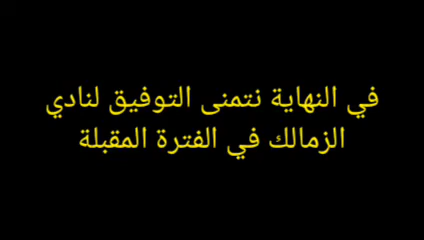 في النهاية نتمنى التوفيق لنادي
الزمالك في الفترة المقبلة